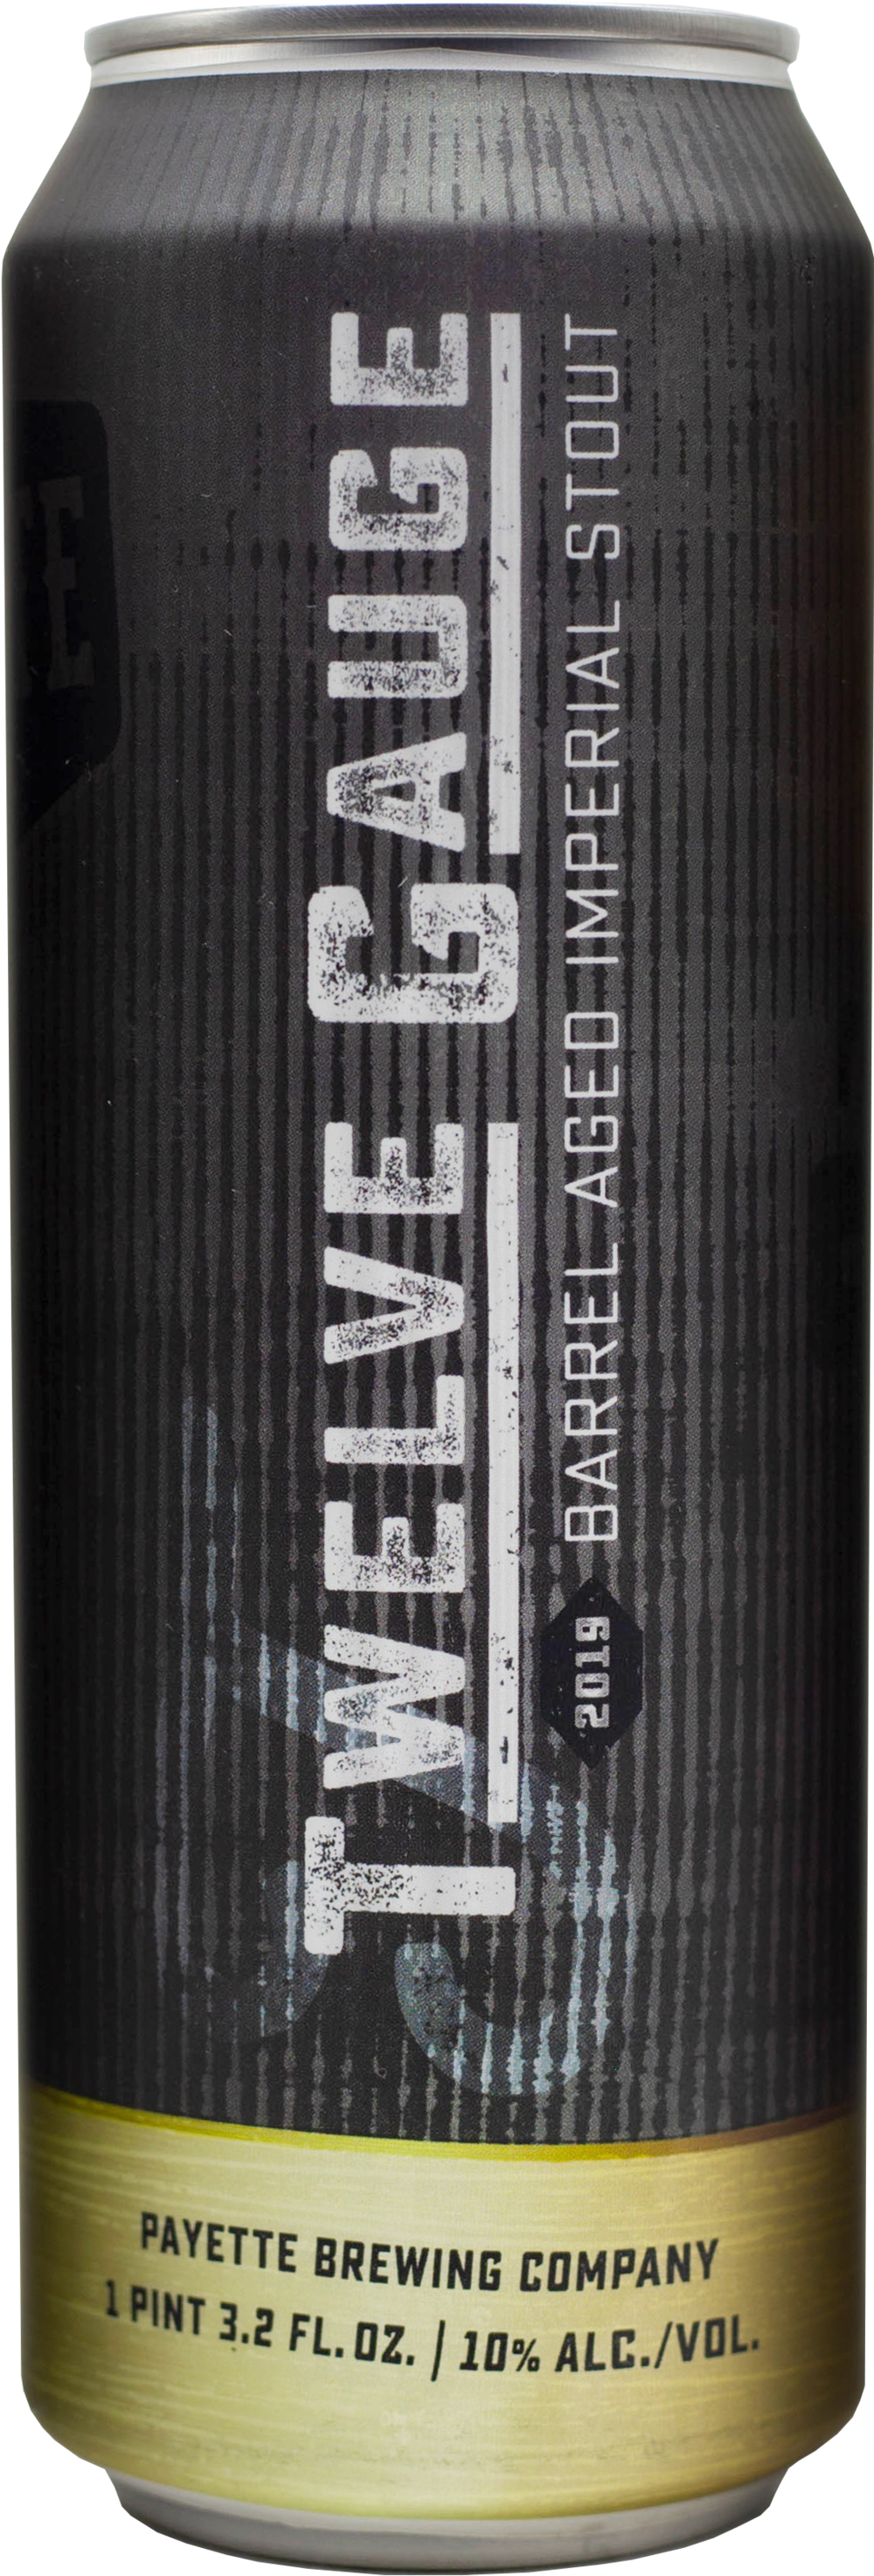 TWELVE GAUGE
2019 BARREL AGED IMPERIAL STOUT
PAYETTE BREWING COMPANY
1 PINT 3.2 FL. OZ. | 10% ALC./VOL.